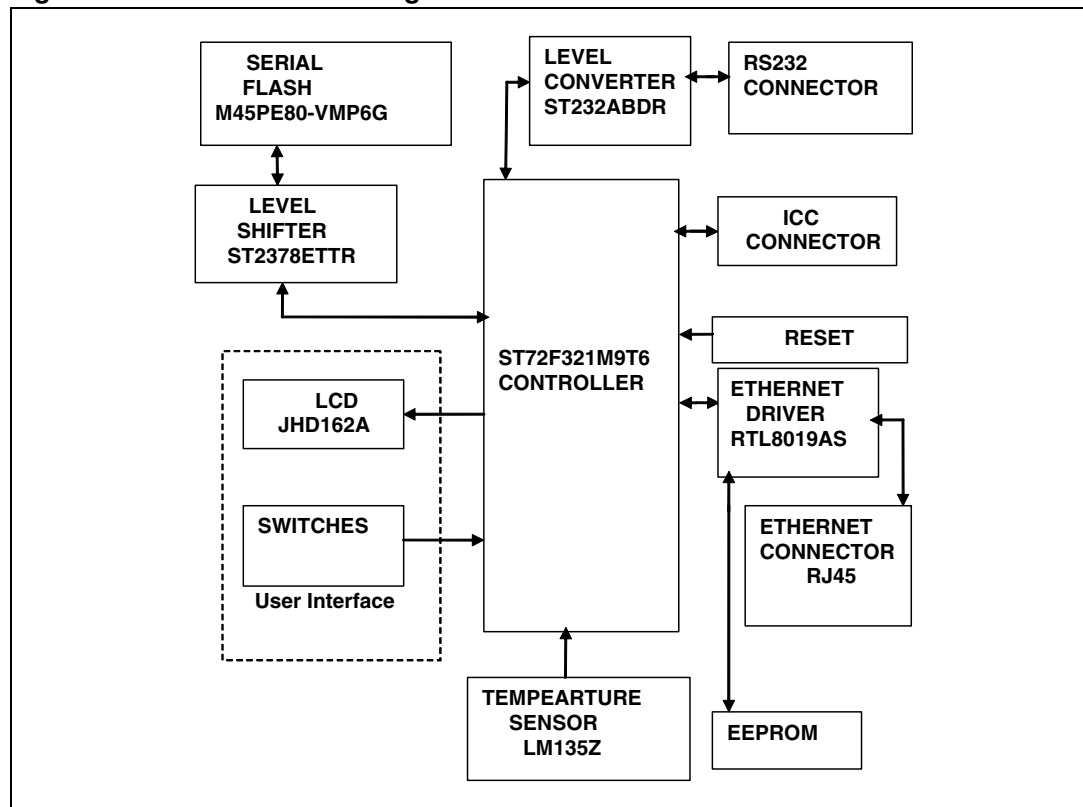 SERIAL
FLASH
M45PE80-VMP6G
LEVEL
CONVERTER
ST232ABDR
RS232
CONNECTOR
LEVEL
SHIFTER
ST2378ETTR
ICC
CONNECTOR
RESET
ST72F321M9T6
CONTROLLER
LCD
JHD162A
ETHERNET
DRIVER
RTL8019AS
SWITCHES
User Interface
ETHERNET
CONNECTOR
RJ45
TEMPEARTURE
SENSOR
LM135Z
EEPROM